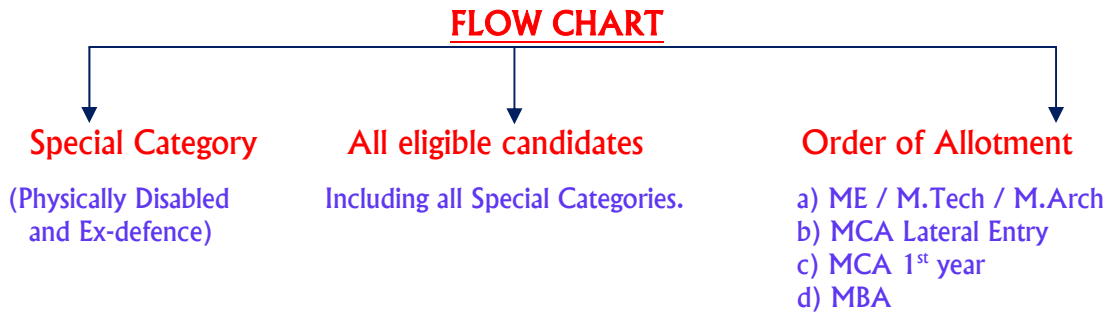 FLOW CHART
Special Category
(Physically Disabled
and Ex-defence)
All eligible candidates
Including all Special Categories.
Order of Allotment
a) ME / M.Tech / M.Arch
b) MCA Lateral Entry
c) MCA 1st year
d) MBA